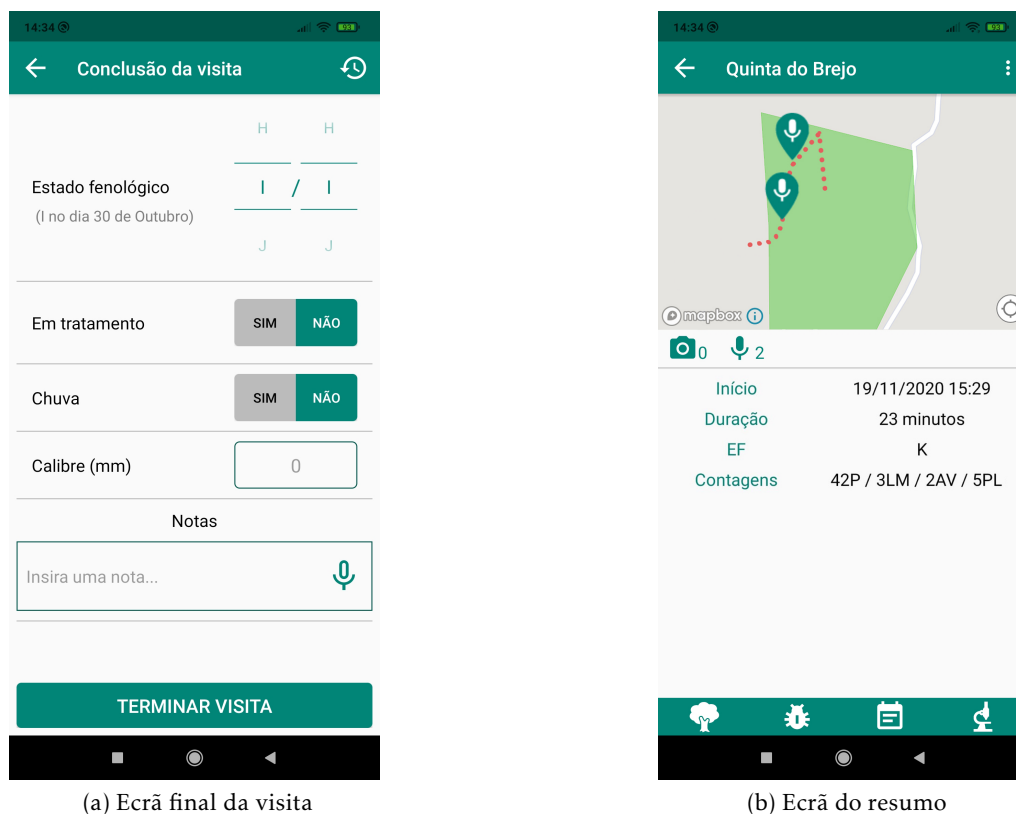 14:34
93
Conclusão da visita
H H
Estado fenológico
I / I
(I no dia 30 de Outubro)
J J
Em tratamento
SIM NÃO
Chuva
SIM NÃO
Calibre (mm)
0
Notas
Insira uma nota...
TERMINAR VISITA
(a) Ecrã final da visita
14:34
93
Quinta do Brejo
mapbox
0 2
Início 19/11/2020 15:29
Duração 23 minutos
EF K
Contagens 42P / 3LM / 2AV / 5PL
(b) Ecrã do resumo